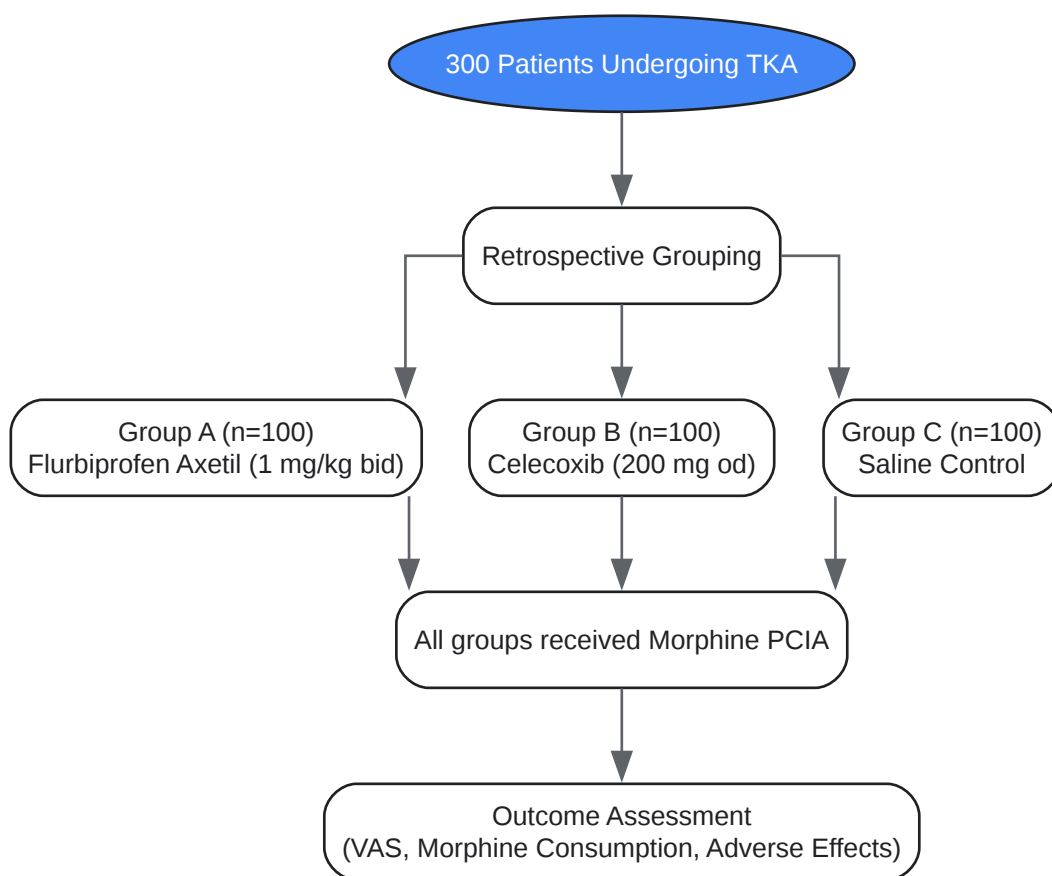 300 Patients Undergoing TKA
Retrospective Grouping
Group A (n=100)
Flurbiprofen Axetil (1 mg/kg bid)
Group B (n=100)
Celecoxib (200 mg od)
Group C (n=100)
Saline Control
All groups received Morphine PCIA
Outcome Assessment
(VAS, Morphine Consumption, Adverse Effects)